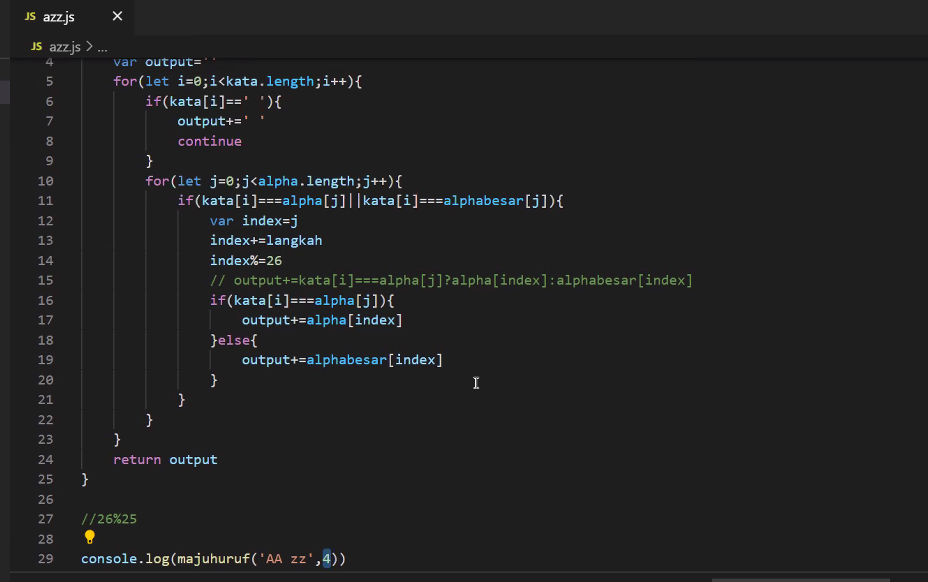 JS azz.js ×
JS azz.js > ...
4 var output=''
5 for(let i=0;i<kata.length;i++){
6 if(kata[i]==' '){
7 output+=' '
8 continue
9 }
10 for(let j=0;j<alpha.length;j++){
11 if(kata[i]===alpha[j]||kata[i]===alphabesar[j]){
12 var index=j
13 index+=langkah
14 index%=26
15 // output+=kata[i]===alpha[j]?alpha[index]:alphabesar[index]
16 if(kata[i]===alpha[j]){
17 output+=alpha[index]
18 }else{
19 output+=alphabesar[index]
20 }
21 }
22 }
23 }
24 return output
25 }
26
27 //26%25
28
29 console.log(majuhuruf('AA zz',4))